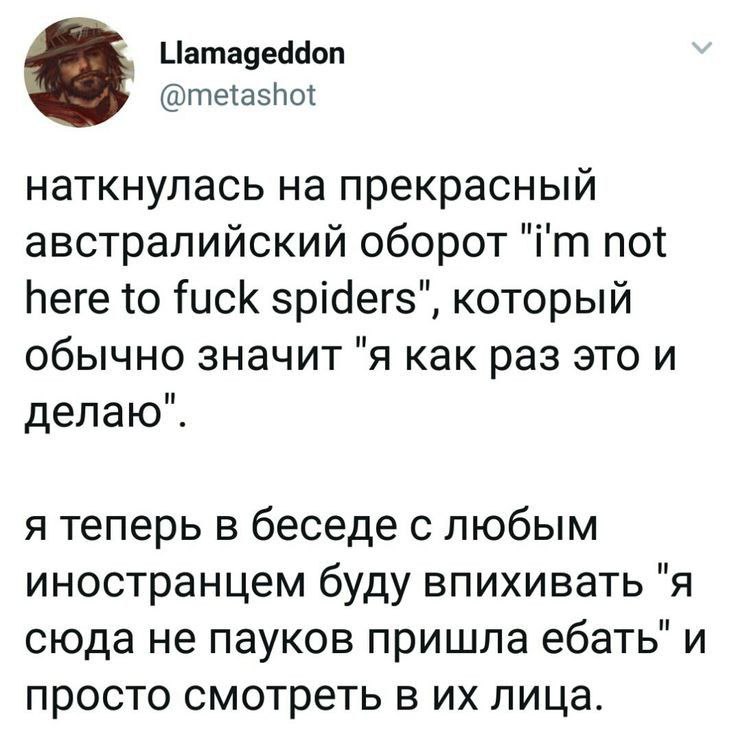 Llamageddon
@metashot
наткнулась на прекрасный
австралийский оборот "i'm not
here to fuck spiders", который
обычно значит "я как раз это и
делаю".
я теперь в беседе с любым
иностранцем буду впихивать "я
сюда не пауков пришла ебать" и
просто смотреть в их лица.